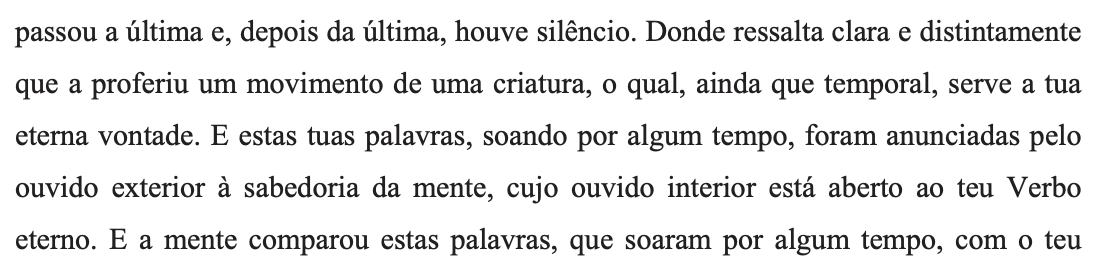 passou a última e, depois da última, houve silêncio. Donde ressalta clara e distintamente
que a proferiu um movimento de uma criatura, o qual, ainda que temporal, serve a tua
eterna vontade. E estas tuas palavras, soando por algum tempo, foram anunciadas pelo
ouvido exterior à sabedoria da mente, cujo ouvido interior está aberto ao teu Verbo
eterno. E a mente comparou estas palavras, que soaram por algum tempo, com o teu